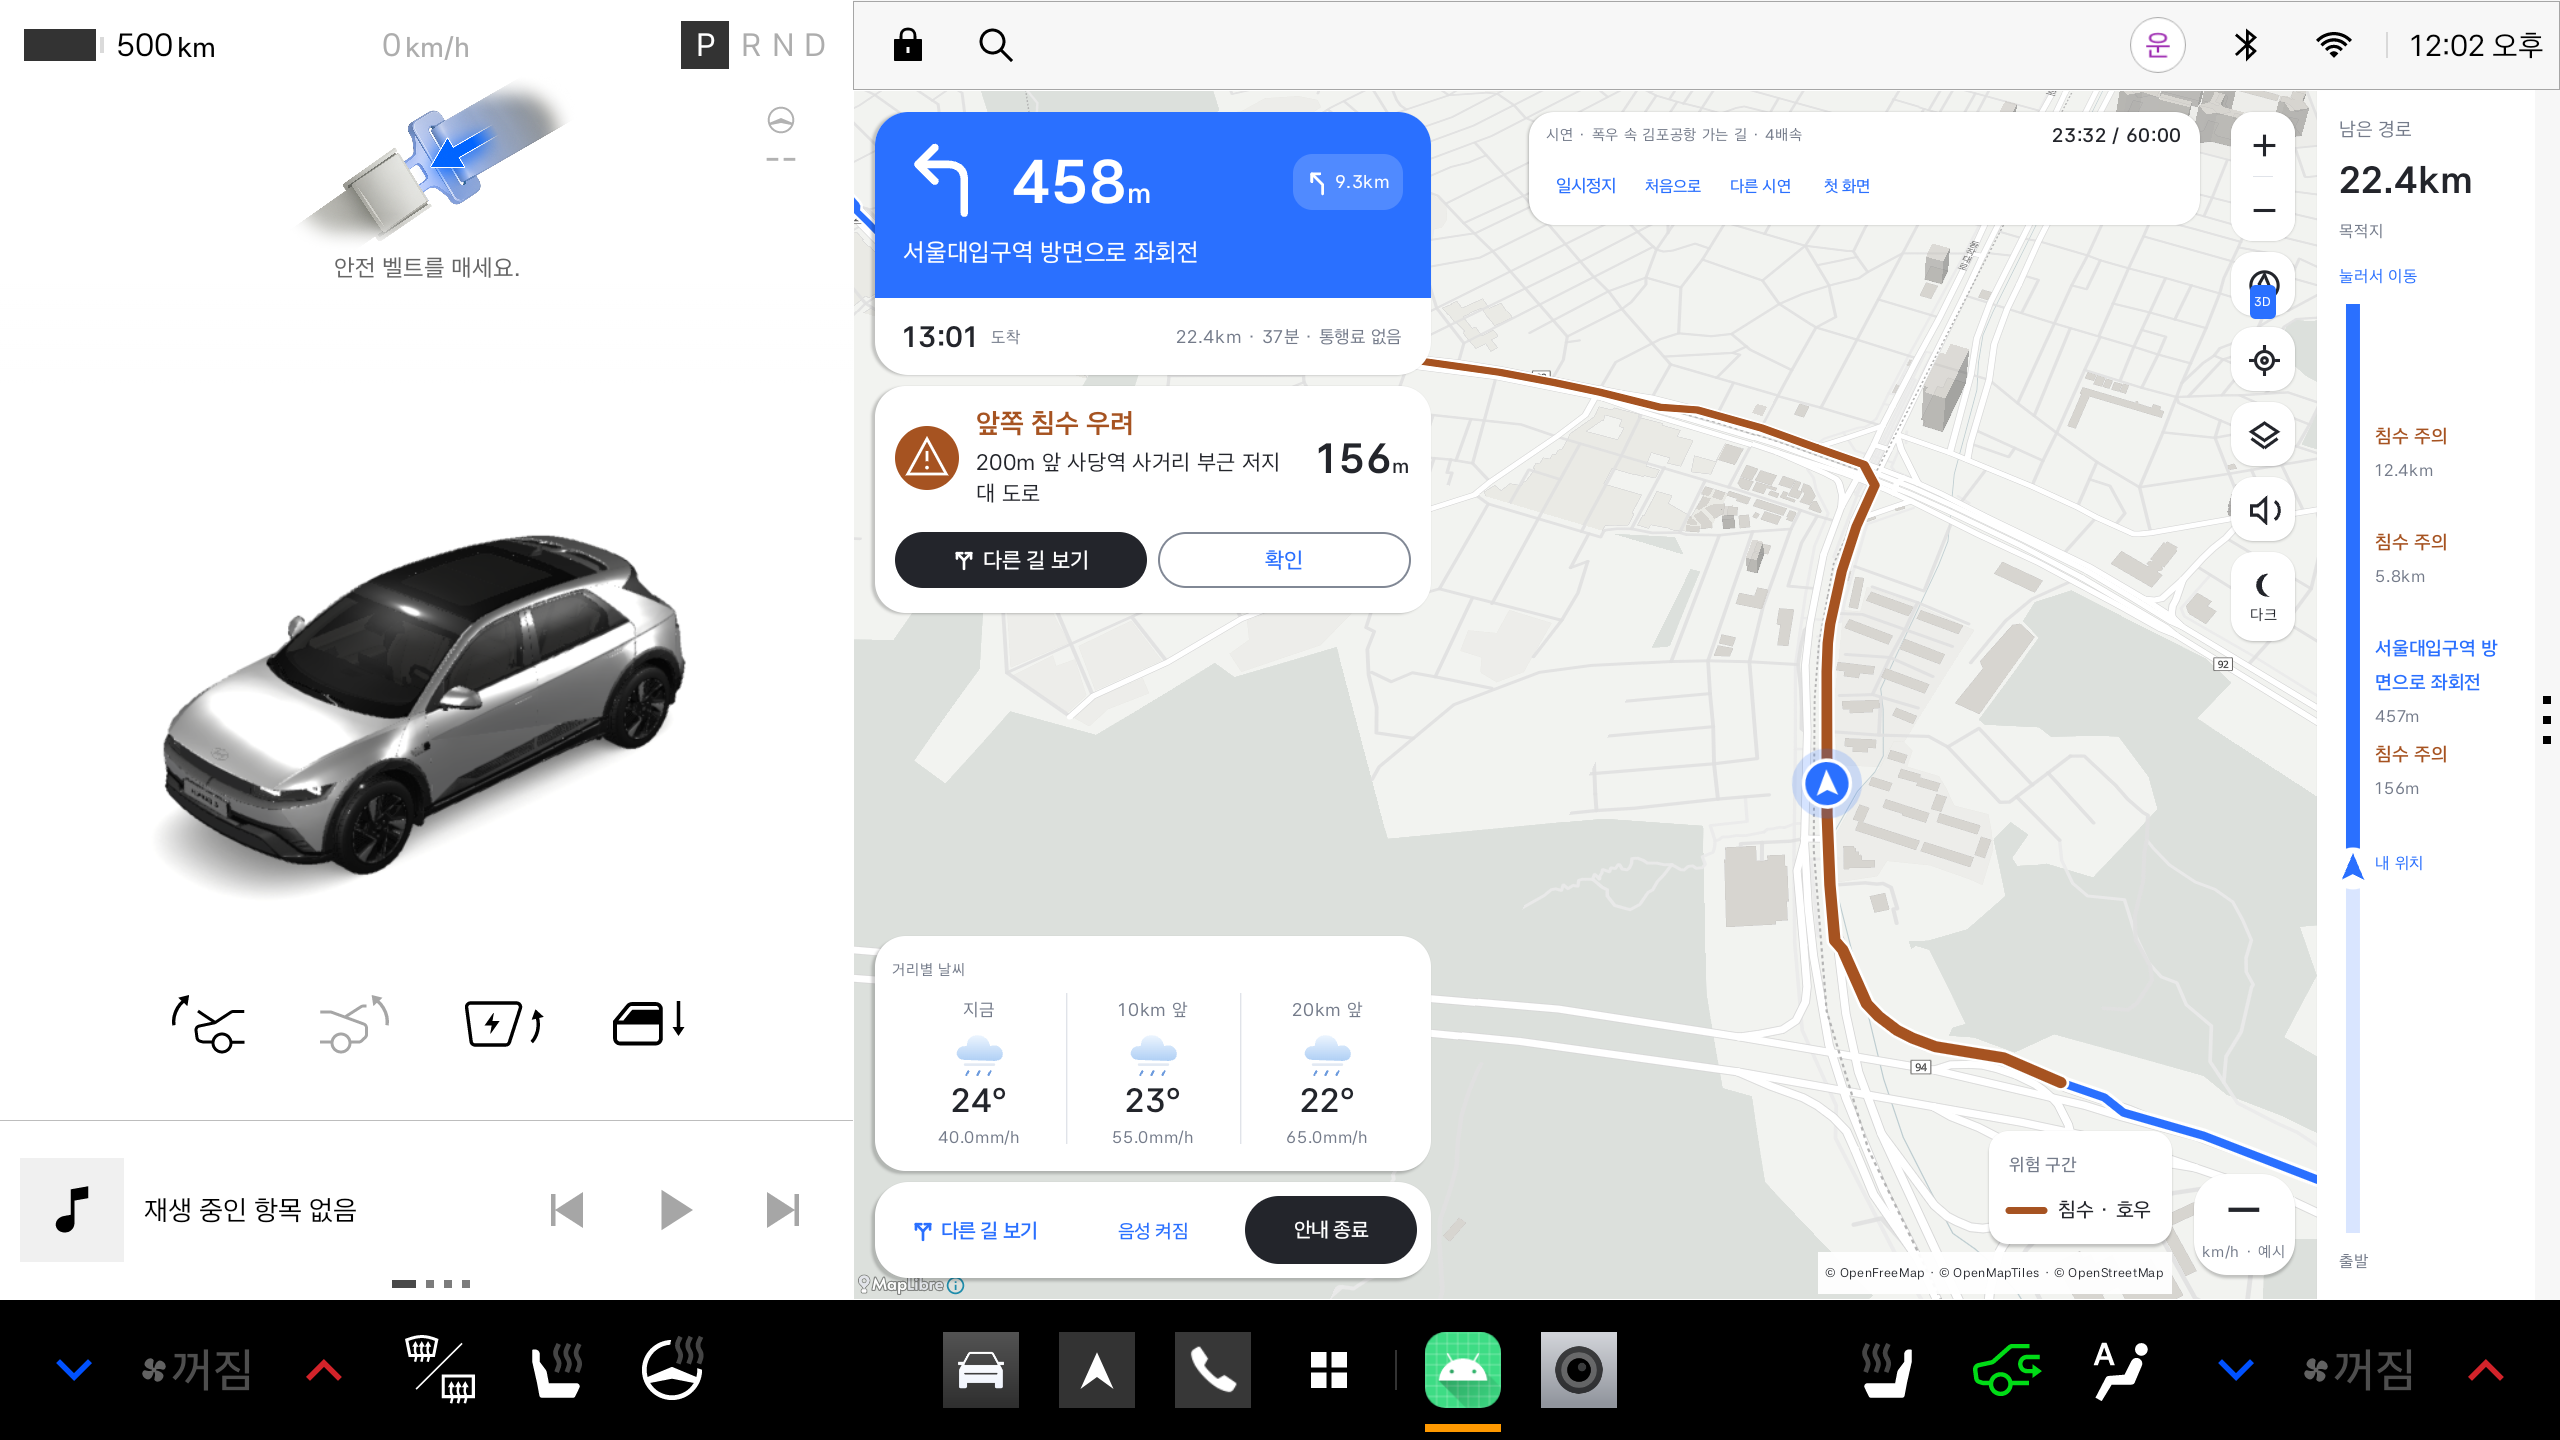 500 km
0 km/h
P R N D
안전 벨트를 매세요.
재생 중인 항목 없음
운
12:02 오후
458m
9.3km
서울대입구역 방면으로 좌회전
13:01 도착
22.4km · 37분 · 통행료 없음
앞쪽 침수 우려
200m 앞 사당역 사거리 부근 저지
대 도로
156m
다른 길 보기
확인
거리별 날씨
지금
10km 앞
20km 앞
24°
23°
22°
40.0mm/h
55.0mm/h
65.0mm/h
다른 길 보기
음성 켜짐
안내 종료
MapLibre
시연 · 폭우 속 김포공항 가는 길 · 4배속
23:32 / 60:00
일시정지
처음으로
다른 시연
첫 화면
3D
다크
92
94
위험 구간
침수 · 호우
km/h · 예시
© OpenFreeMap · © OpenMapTiles · © OpenStreetMap
남은 경로
22.4km
목적지
눌러서 이동
침수 주의
12.4km
침수 주의
5.8km
서울대입구역 방
면으로 좌회전
457m
침수 주의
156m
내 위치
출발
꺼짐
A
꺼짐